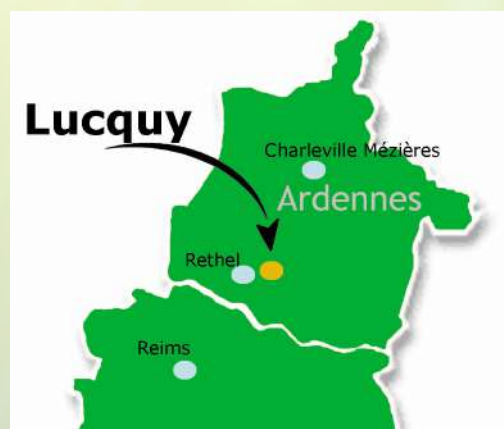 Lucquy
Charleville Mézières
Ardennes
Rethel
Reims